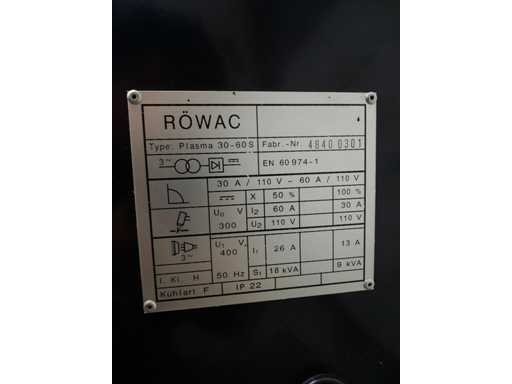 RÖWAC
Type: Plasma 30-60 S Fabr.-Nr. 4840 0301
3~ EN 60 974-1
30 A / 110 V - 60 A / 110 V
X 50 % 100 %
U₀ V I₂ 60 A 30 A
300 U₂ 110 V 110 V
U₁ V
3~ 400 I₁ 26 A 13 A
I. Kl. H 50 Hz S₁ 18 kVA 9 kVA
Kühlart F IP 22